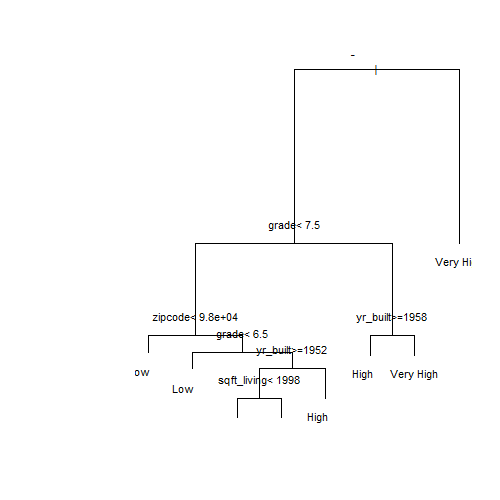 grade< 7.5
Very Hi
zipcode< 9.8e+04
yr_built>=1958
grade< 6.5
yr_built>=1952
ow
High
Very High
sqft_living< 1998
Low
High